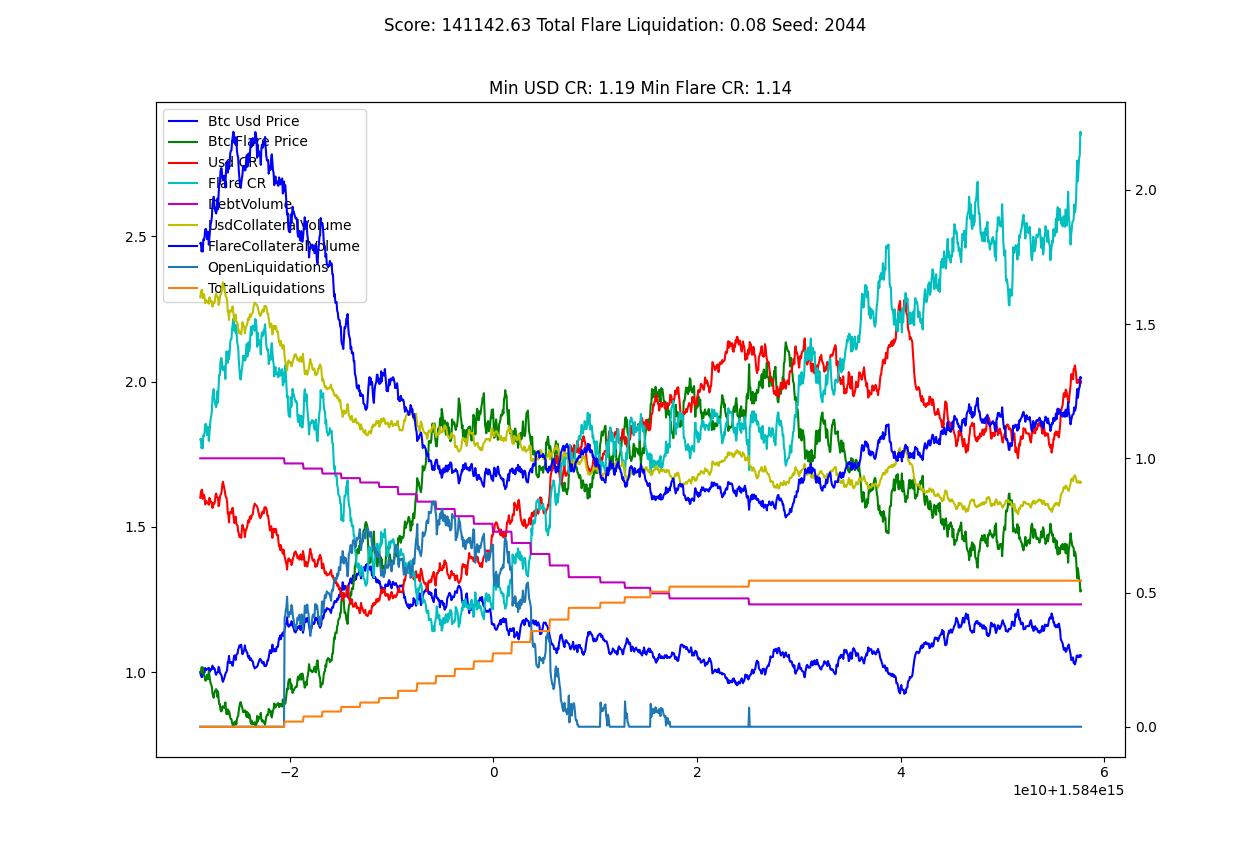 Score: 141142.63 Total Flare Liquidation: 0.08 Seed: 2044
Min USD CR: 1.19 Min Flare CR: 1.14
Btc Usd Price
Btc Flare Price
Usd CR
Flare CR
DebtVolume
UsdCollateralVolume
FlareCollateralVolume
OpenLiquidations
TotalLiquidations
2.5
2.0
1.5
1.0
2.0
1.5
1.0
0.5
0.0
−2
0
2
4
6
1e10+1.584e15